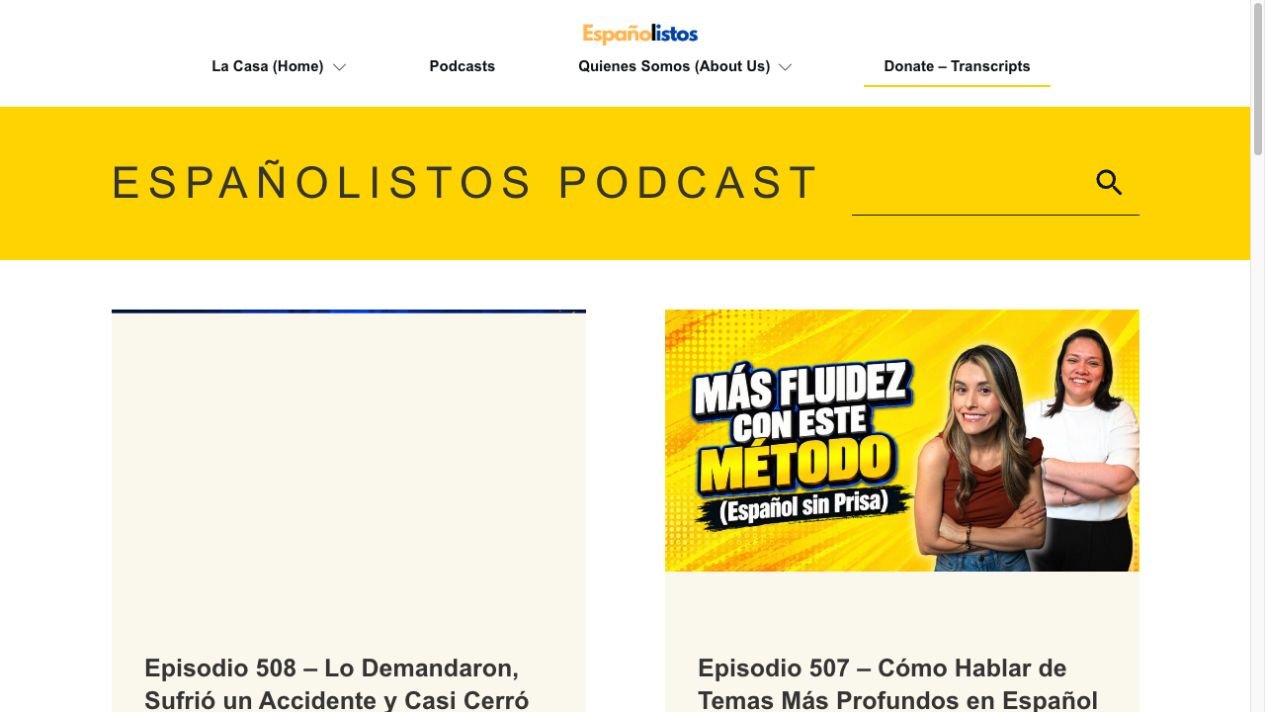 Españolistos
La Casa (Home)
Podcasts
Quienes Somos (About Us)
Donate – Transcripts
ESPAÑOLISTOS PODCAST
MÁS FLUIDEZ
CON ESTE
MÉTODO
(Español sin Prisa)
Episodio 508 – Lo Demandaron,
Sufrió un Accidente y Casi Cerró
Episodio 507 – Cómo Hablar de
Temas Más Profundos en Español